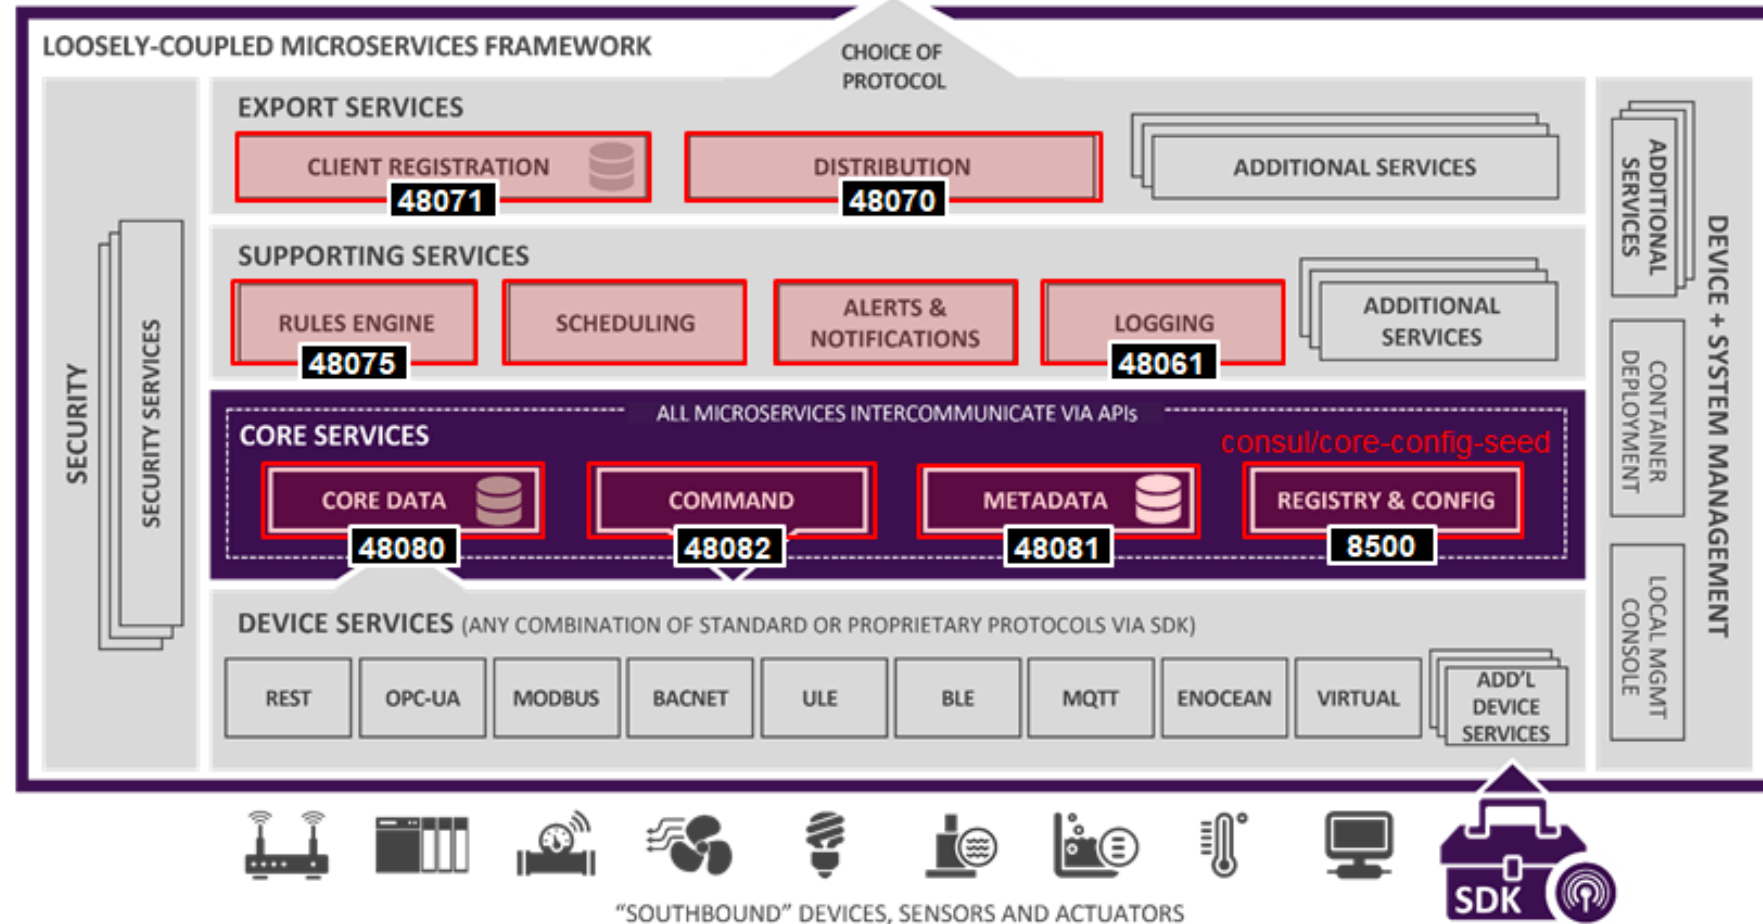 LOOSELY-COUPLED MICROSERVICES FRAMEWORK
CHOICE OF
PROTOCOL
SECURITY
SECURITY SERVICES
EXPORT SERVICES
CLIENT REGISTRATION
48071
DISTRIBUTION
48070
ADDITIONAL SERVICES
SUPPORTING SERVICES
RULES ENGINE
48075
SCHEDULING
ALERTS &
NOTIFICATIONS
LOGGING
48061
ADDITIONAL
SERVICES
ALL MICROSERVICES INTERCOMMUNICATE VIA APIs
CORE SERVICES
consul/core-config-seed
CORE DATA
48080
COMMAND
48082
METADATA
48081
REGISTRY & CONFIG
8500
DEVICE SERVICES (ANY COMBINATION OF STANDARD OR PROPRIETARY PROTOCOLS VIA SDK)
REST
OPC-UA
MODBUS
BACNET
ULE
BLE
MQTT
ENOCEAN
VIRTUAL
ADD'L
DEVICE
SERVICES
ADDITIONAL
SERVICES
CONTAINER
DEPLOYMENT
LOCAL MGMT
CONSOLE
DEVICE + SYSTEM MANAGEMENT
SDK
"SOUTHBOUND" DEVICES, SENSORS AND ACTUATORS